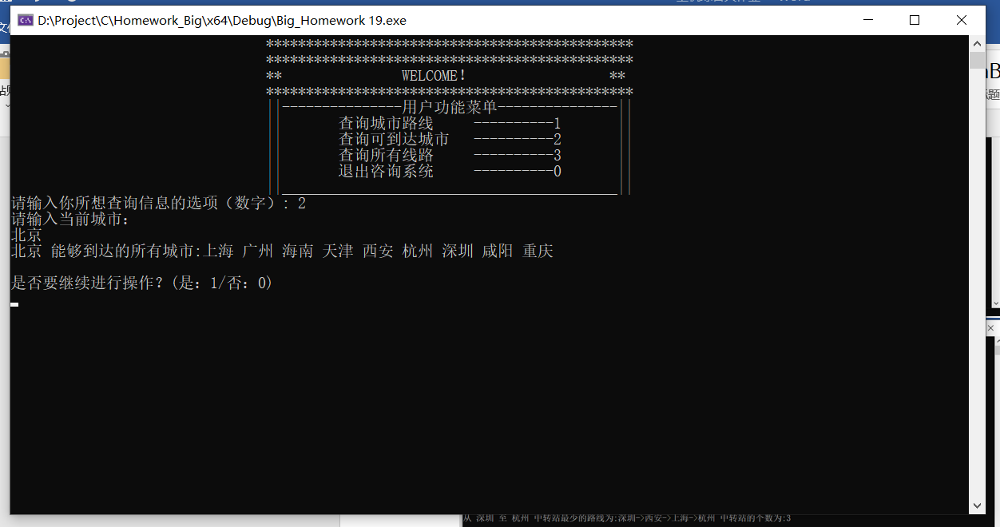 D:\Project\C\Homework_Big\x64\Debug\Big_Homework 19.exe
**********************************************
**********************************************
** WELCOME! **
**********************************************
||---------------用户功能菜单---------------||
查询城市路线 ----------1
查询可到达城市 ----------2
查询所有线路 ----------3
退出咨询系统 ----------0
请输入你所想查询信息的选项（数字）: 2
请输入当前城市:
北京
北京 能够到达的所有城市:上海 广州 海南 天津 西安 杭州 深圳 咸阳 重庆
是否要继续进行操作？(是：1/否：0)
从 深圳 至 杭州 中转站最少的路线为:深圳->西安->上海->杭州 中转站的个数为:3